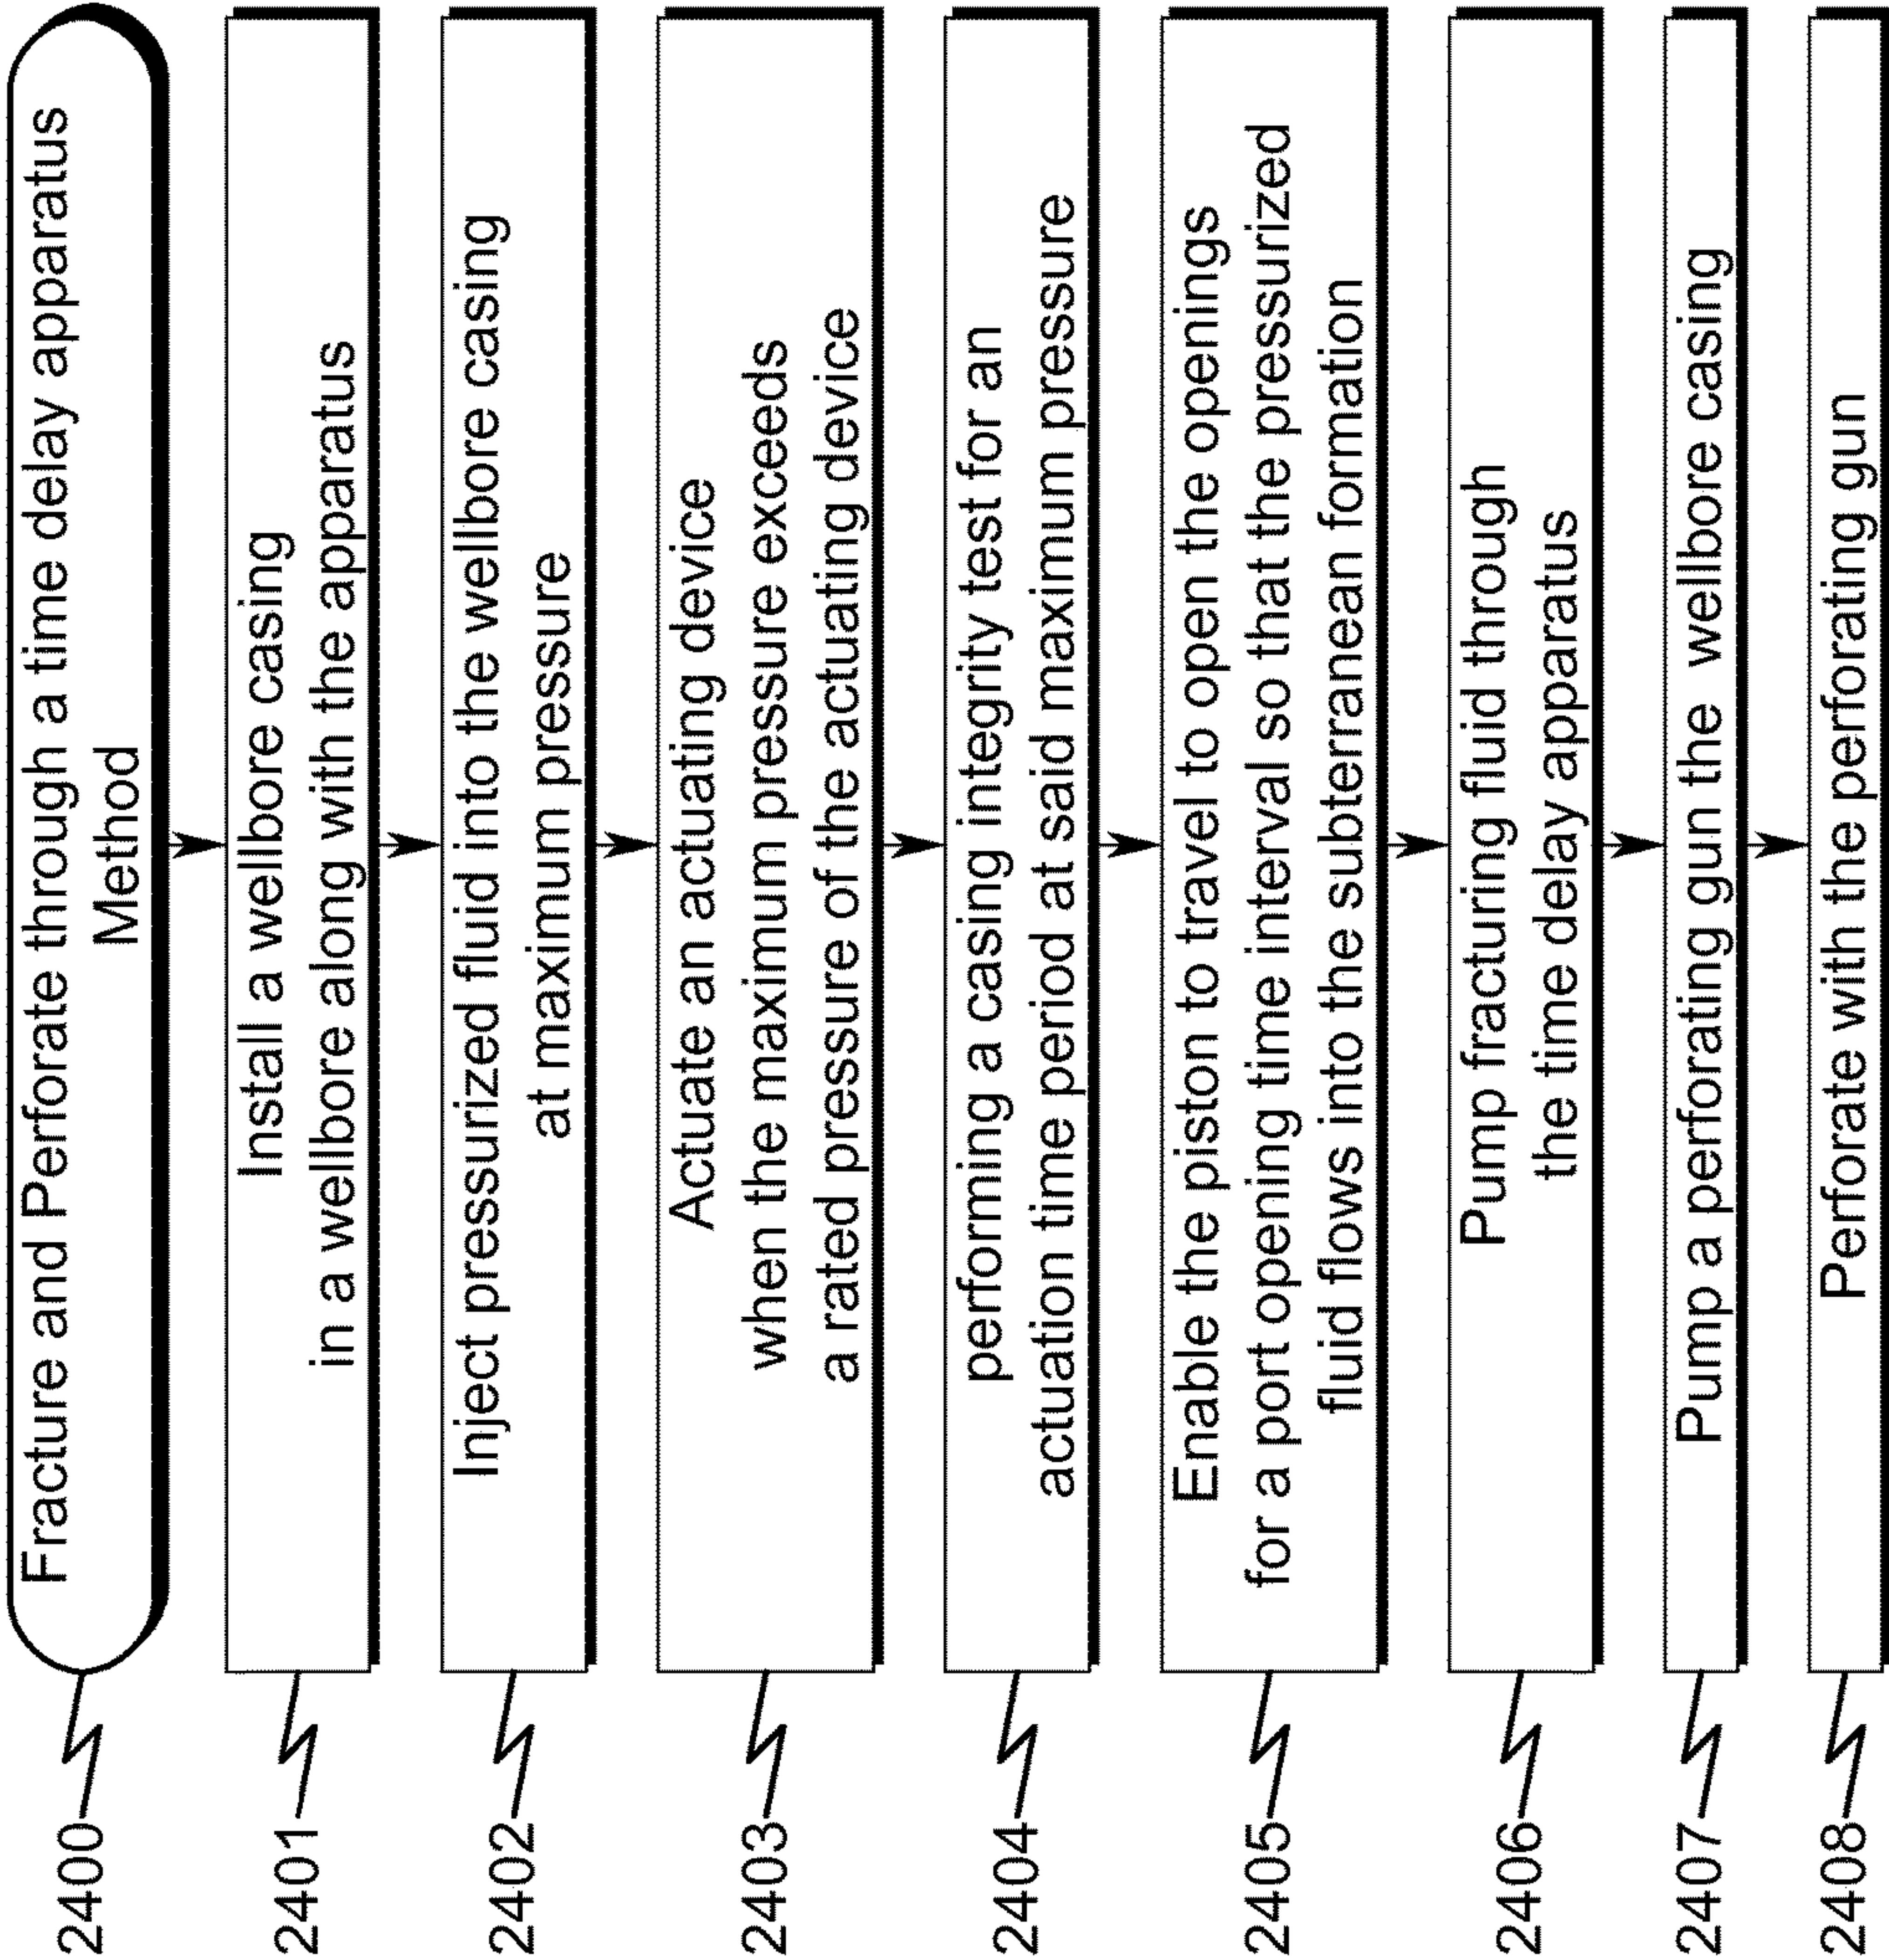 2400
Fracture and Perforate through a time delay apparatus
Method
2401
Install a wellbore casing
in a wellbore along with the apparatus
2402
Inject pressurized fluid into the wellbore casing
at maximum pressure
2403
Actuate an actuating device
when the maximum pressure exceeds
a rated pressure of the actuating device
2404
performing a casing integrity test for an
actuation time period at said maximum pressure
2405
Enable the piston to travel to open the openings
for a port opening time interval so that the pressurized
fluid flows into the subterranean formation
2406
Pump fracturing fluid through
the time delay apparatus
2407
Pump a perforating gun the wellbore casing
2408
Perforate with the perforating gun